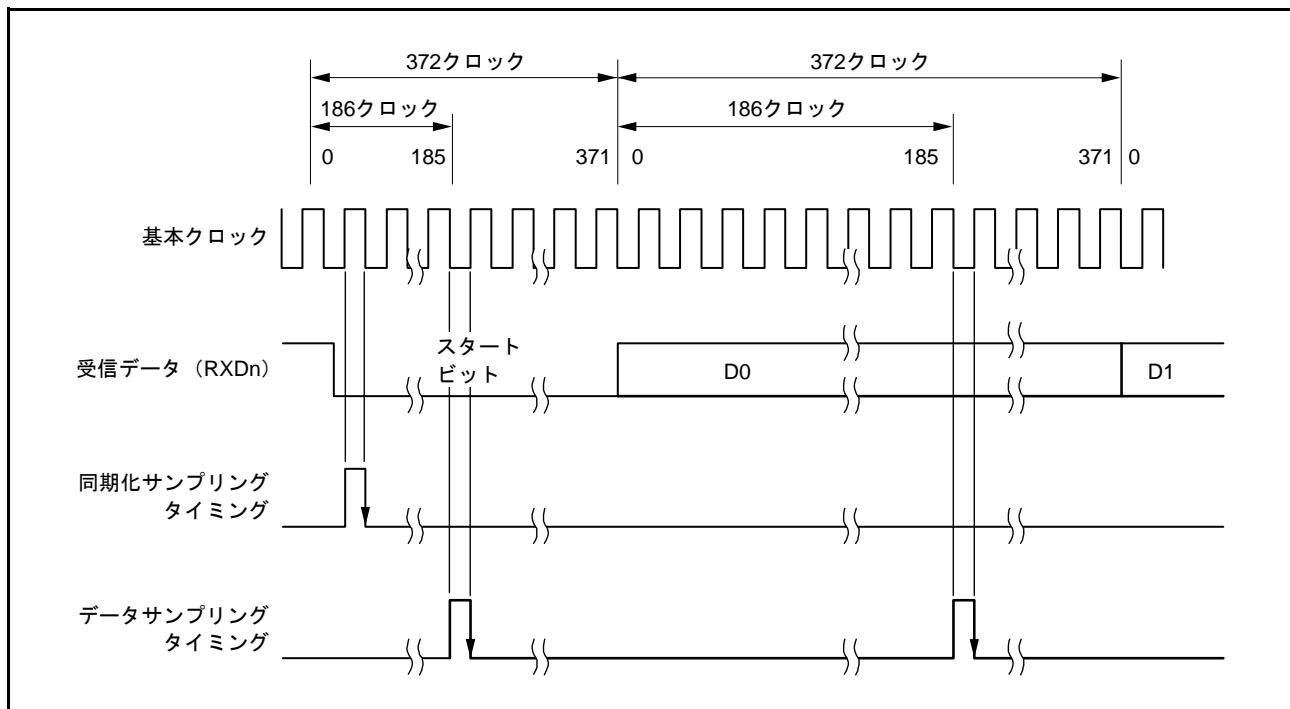 372クロック 372クロック
186クロック 186クロック
0 185 371 0 185 371 0
基本クロック
受信データ（RXDn）
スタート
ビット
D0
D1
同期化サンプリング
タイミング
データサンプリング
タイミング